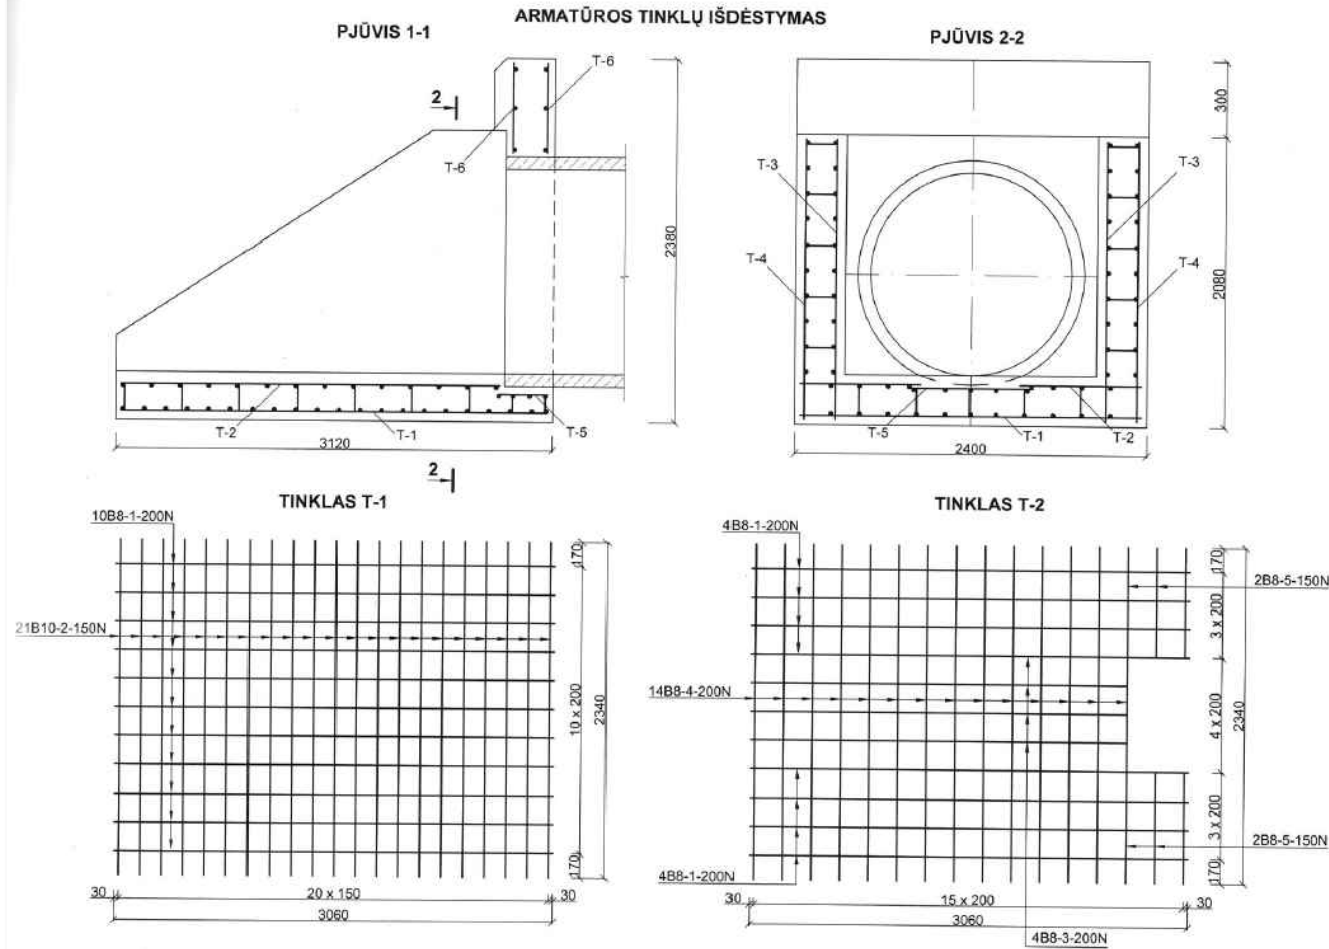 ARMATŪROS TINKLŲ IŠDĖSTYMAS
PJŪVIS 1-1
PJŪVIS 2-2
T-6
2
T-6
2380
T-2
T-1
T-5
3120
2
300
T-3
T-3
T-4
T-4
2080
T-5
T-1
T-2
2400
TINKLAS T-1
10B8-1-200N
21B10-2-150N
170
10 x 200
2340
170
30
20 x 150
30
3060
TINKLAS T-2
4B8-1-200N
170
2B8-5-150N
3 x 200
14B8-4-200N
4 x 200
2340
3 x 200
2B8-5-150N
4B8-1-200N
170
30
15 x 200
30
3060
4B8-3-200N